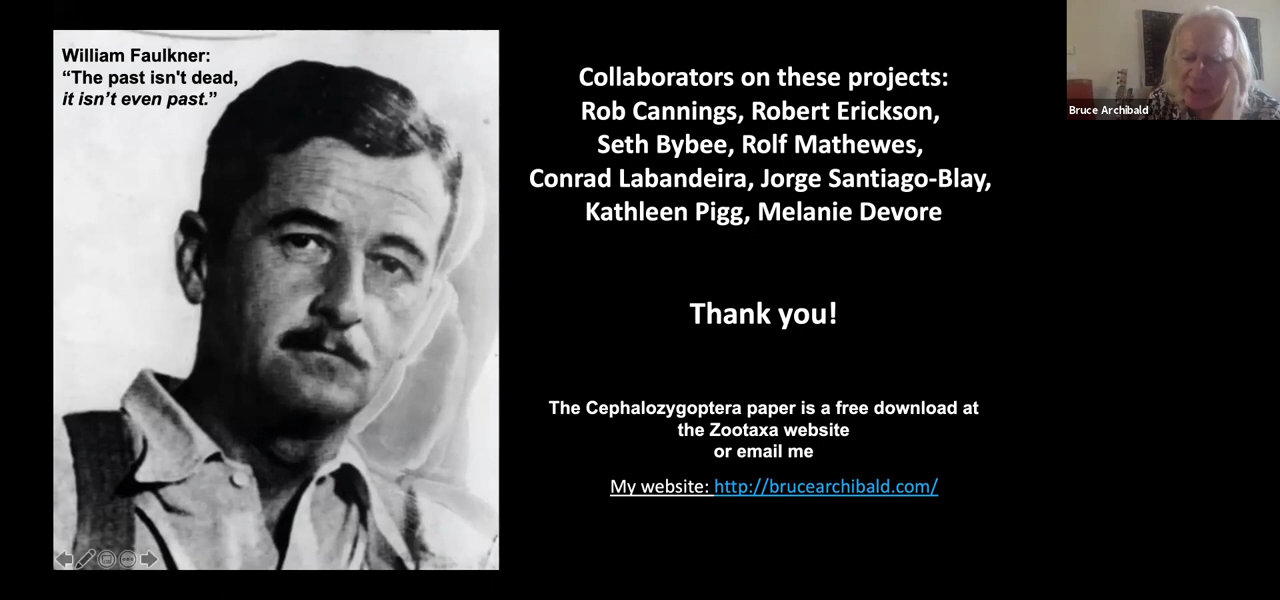 William Faulkner:
“The past isn't dead,
it isn’t even past.”
Collaborators on these projects:
Rob Cannings, Robert Erickson,
Seth Bybee, Rolf Mathewes,
Conrad Labandeira, Jorge Santiago-Blay,
Kathleen Pigg, Melanie Devore
Thank you!
The Cephalozygoptera paper is a free download at
the Zootaxa website
or email me
My website: http://brucearchibald.com/
Bruce Archibald